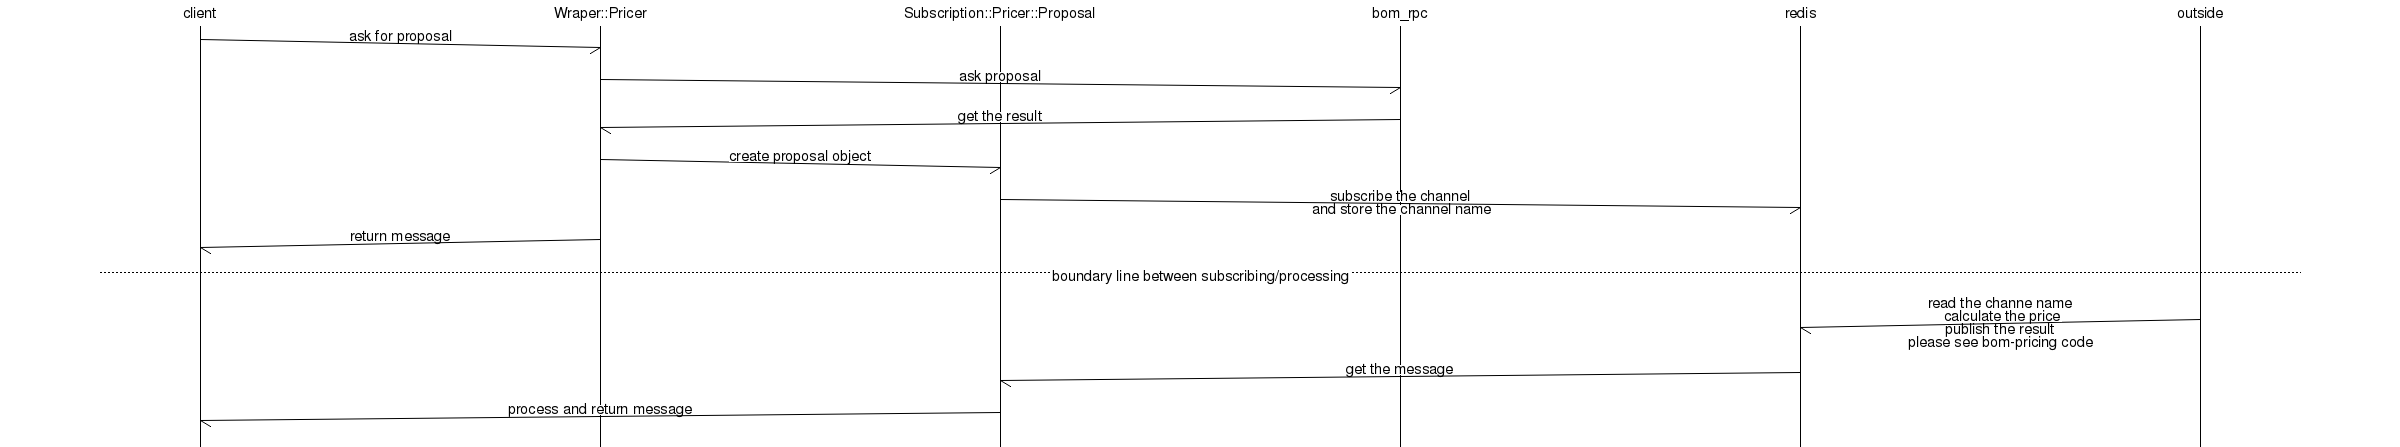 client
Wraper::Pricer
Subscription::Pricer::Proposal
bom_rpc
redis
outside
ask for proposal
ask proposal
get the result
create proposal object
subscribe the channel
and store the channel name
return message
boundary line between subscribing/processing
read the channe name
calculate the price
publish the result
please see bom-pricing code
get the message
process and return message